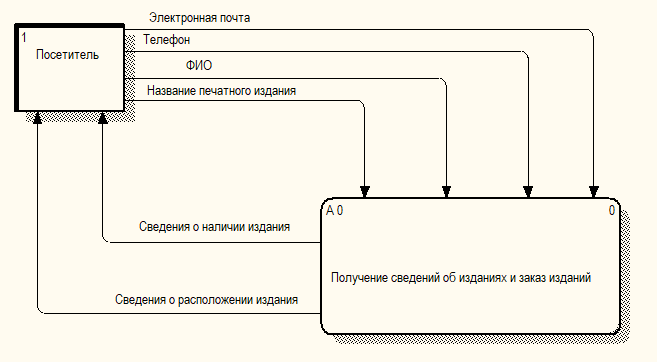 Электронная почта
1
Телефон
Посетитель
ФИО
Название печатного издания
A 0
0
Сведения о наличии издания
Получение сведений об изданиях и заказ изданий
Сведения о расположении издания